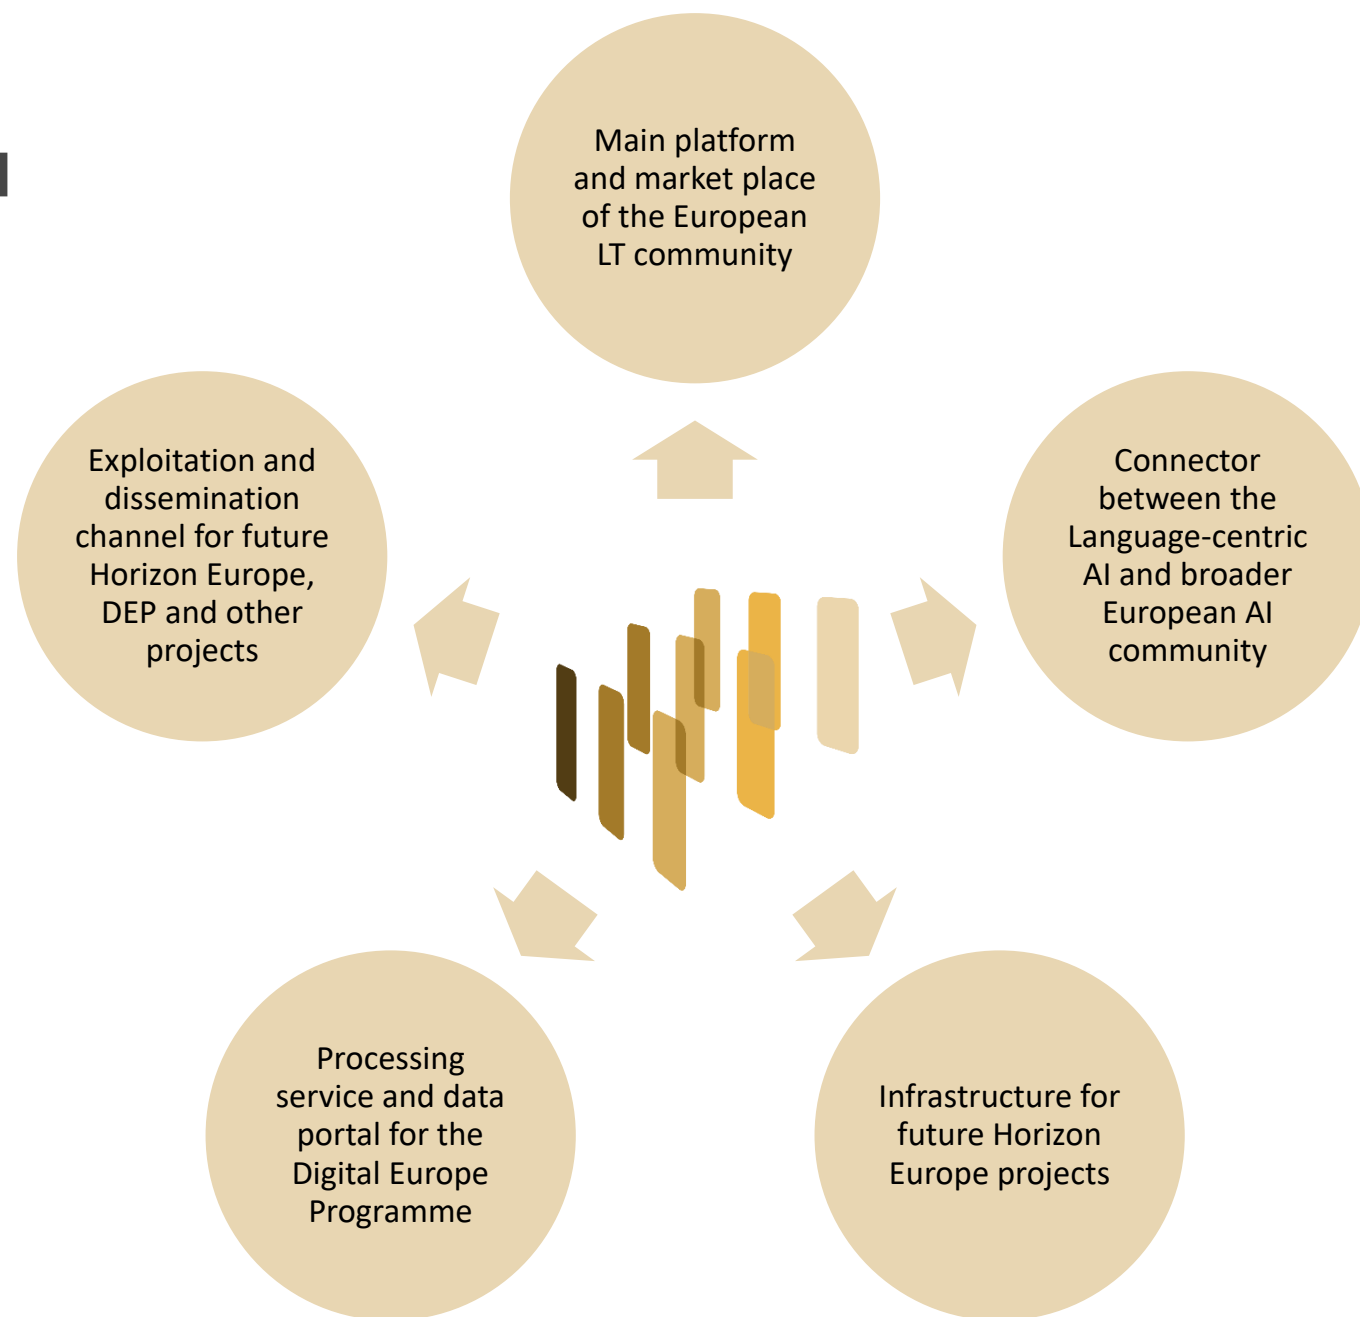 Main platform
and market place
of the European
LT community
Connector
between the
Language-centric
AI and broader
European AI
community
Infrastructure for
future Horizon
Europe projects
Processing
service and data
portal for the
Digital Europe
Programme
Exploitation and
dissemination
channel for future
Horizon Europe,
DEP and other
projects